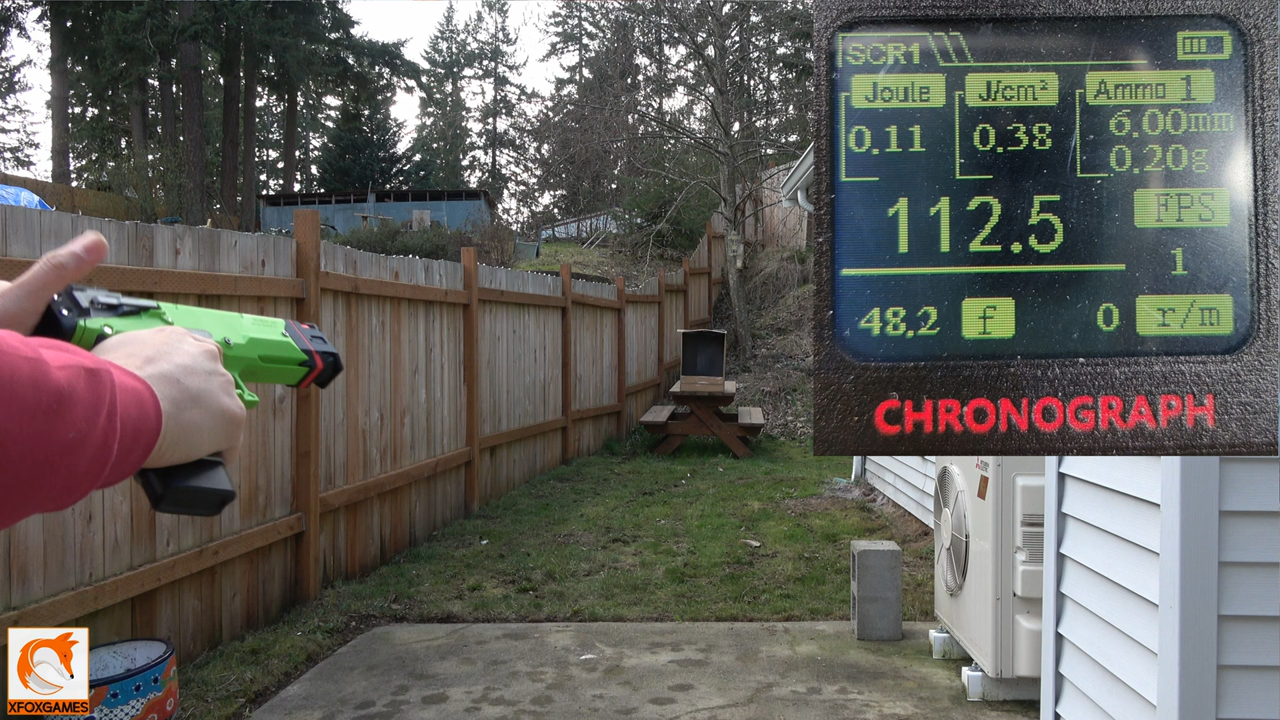 SCR1
Joule J/cm² Ammo 1
0.11 0.38 6.00mm
0.20g
112.5 FPS
1
48.2 f 0 r/m
CHRONOGRAPH
XFOXGAMES